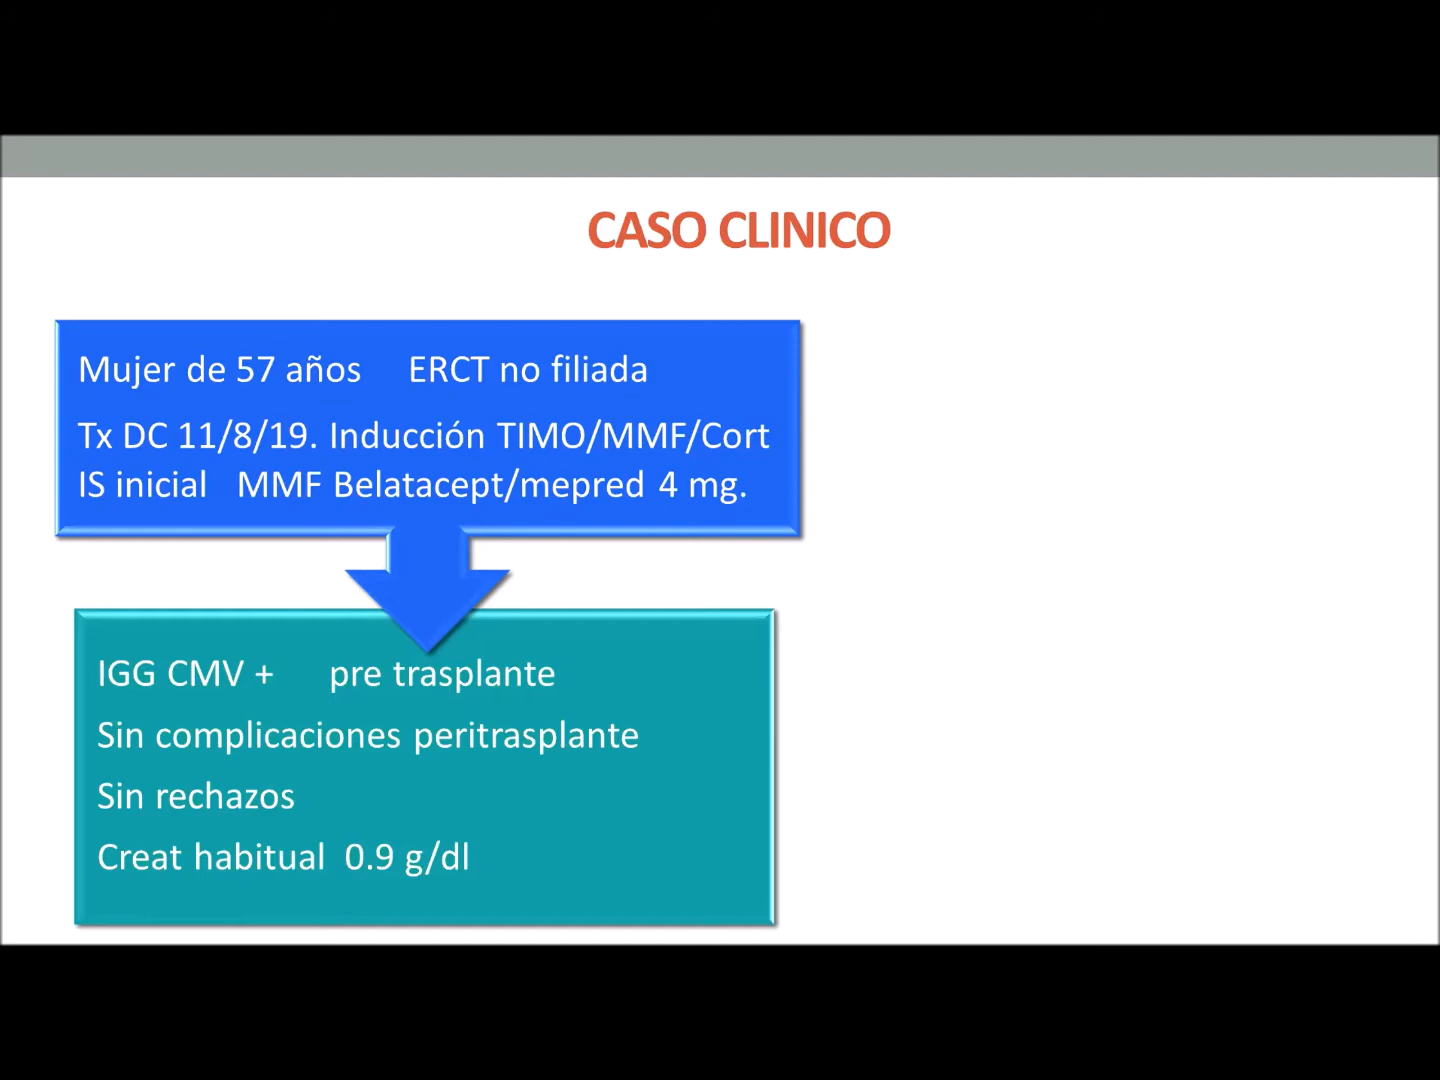 CASO CLINICO
Mujer de 57 años ERCT no filiada
Tx DC 11/8/19. Inducción TIMO/MMF/Cort
IS inicial MMF Belatacept/mepred 4 mg.
IGG CMV + pre trasplante
Sin complicaciones peritrasplante
Sin rechazos
Creat habitual 0.9 g/dl